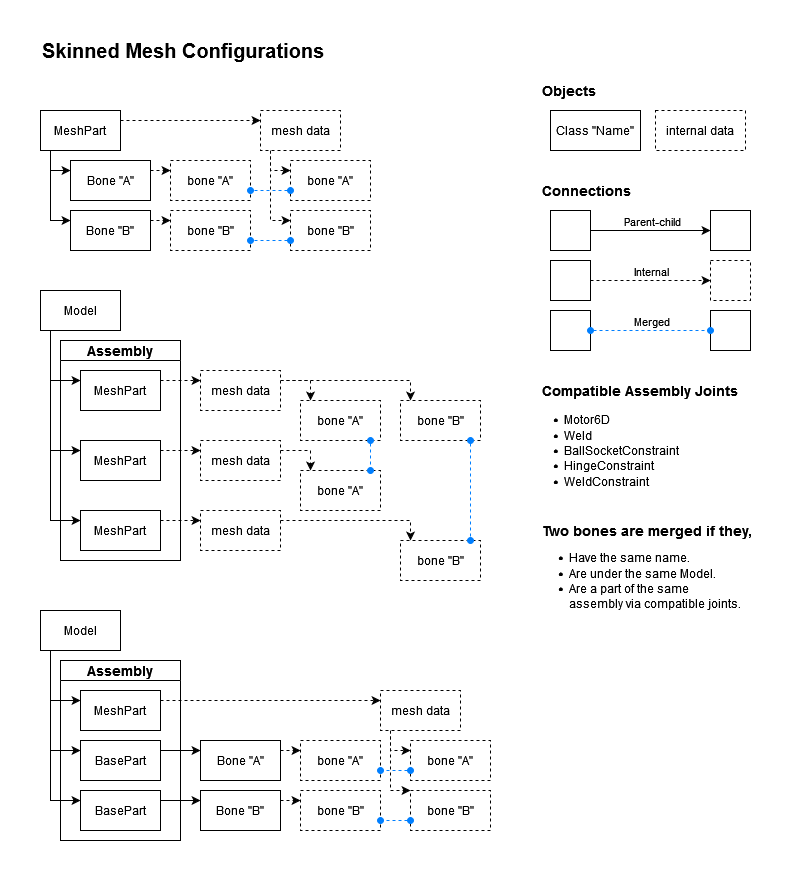 Skinned Mesh Configurations
MeshPart
mesh data
Bone "A"
bone "A"
bone "A"
Bone "B"
bone "B"
bone "B"
Model
Assembly
MeshPart
mesh data
bone "A"
bone "B"
MeshPart
mesh data
bone "A"
MeshPart
mesh data
bone "B"
Model
Assembly
MeshPart
mesh data
BasePart
Bone "A"
bone "A"
bone "A"
BasePart
Bone "B"
bone "B"
bone "B"
Objects
Class "Name"
internal data
Connections
Parent-child
Internal
Merged
Compatible Assembly Joints
• Motor6D
• Weld
• BallSocketConstraint
• HingeConstraint
• WeldConstraint
Two bones are merged if they,
• Have the same name.
• Are under the same Model.
• Are a part of the same
assembly via compatible joints.